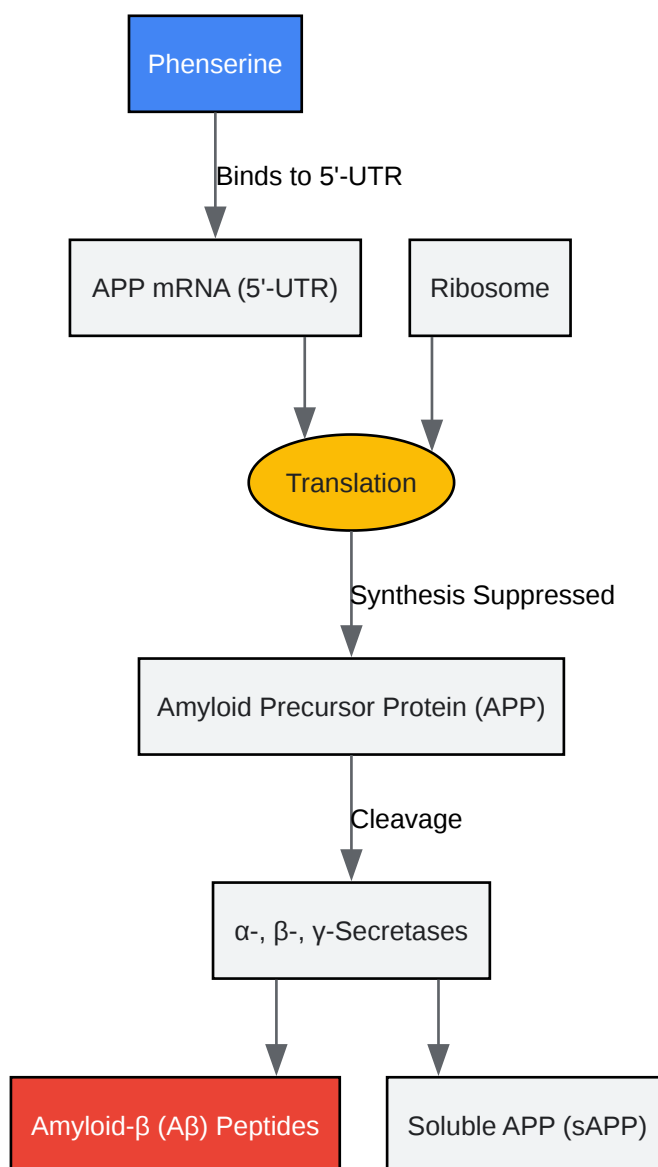 Phenserine
Binds to 5'-UTR
APP mRNA (5'-UTR)
Ribosome
Translation
Synthesis Suppressed
Amyloid Precursor Protein (APP)
Cleavage
α-, β-, γ-Secretases
Amyloid-β (Aβ) Peptides
Soluble APP (sAPP)